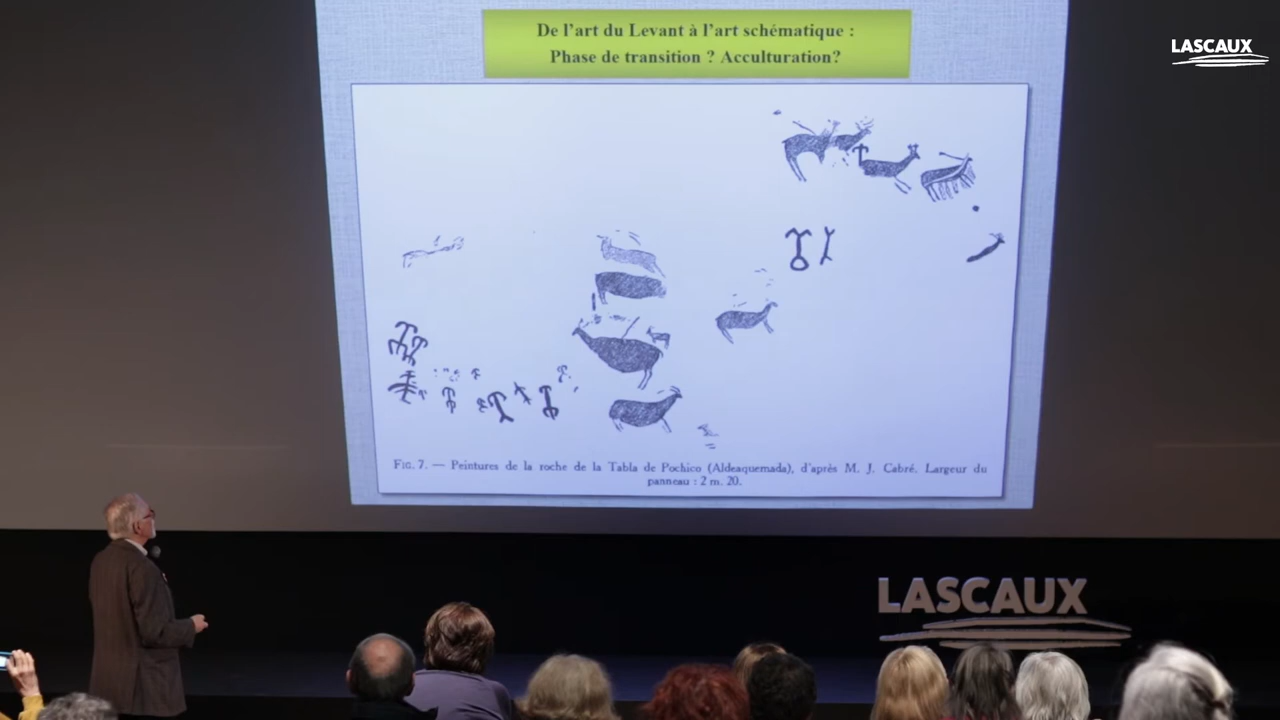 De l'art du Levant à l'art schématique :
Phase de transition ? Acculturation?
LASCAUX
FIG. 7. — Peintures de la roche de la Tabla de Pochico (Aldeaquemada), d'après M. J. Cabré. Largeur du
panneau : 2 m. 20.
LASCAUX